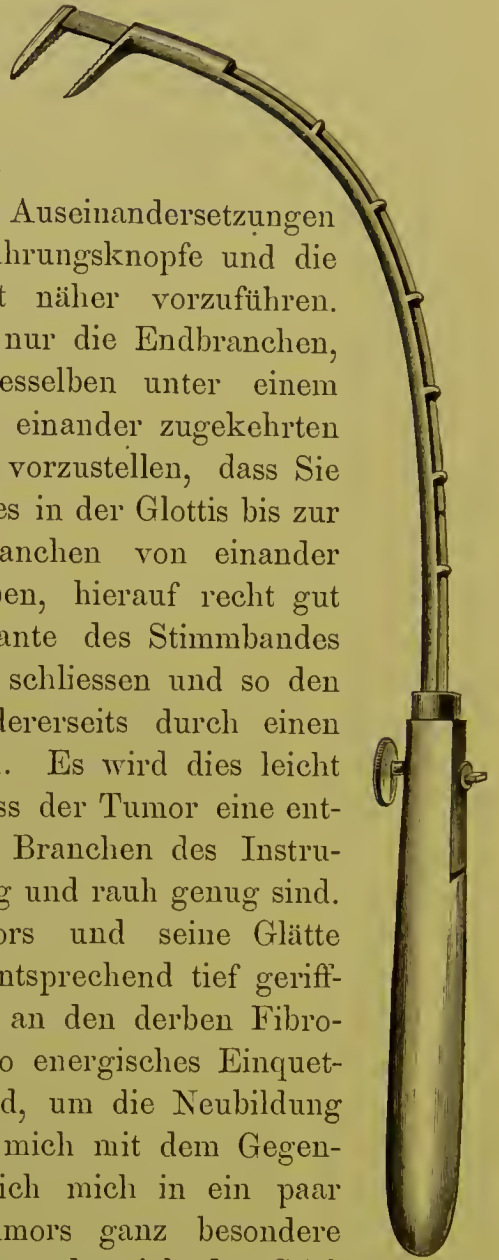 Auseinandersetzungen
hrungsknopfe und die
t näher vorzuführen.
nur die Endbranchen,
esselben unter einem
einander zugekehrten
vorzustellen, dass Sie
es in der Glottis bis zur
anchen von einander
en, hierauf recht gut
ante des Stimmbandes
schliessen und so den
dererseits durch einen
. Es wird dies leicht
ss der Tumor eine ent-
Branchen des Instru-
g und rauh genug sind.
ors und seine Glätte
ntsprechend tief geriff-
an den derben Fibro-
o energisches Einquet-
d, um die Neubildung
mich mit dem Gegen-
ich mich in ein paar
mors ganz besondere